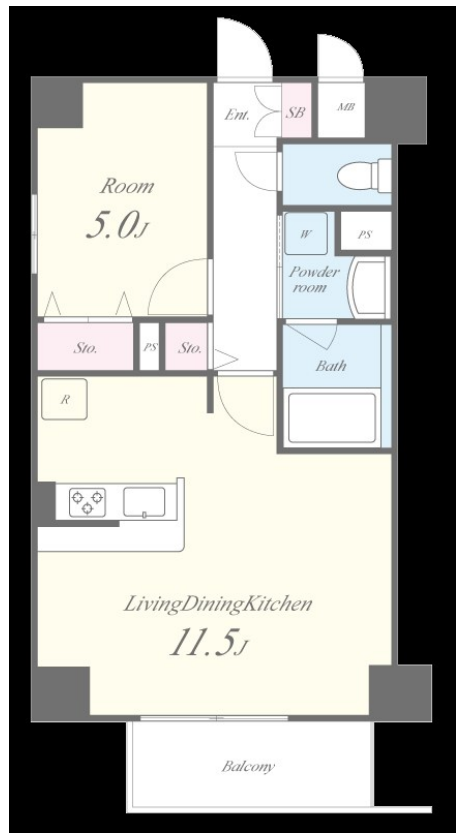 Ent.
SB
MB
Room
5.0J
W
PS
Powder
room
Sto.
PS
Sto.
Bath
R
LivingDiningKitchen
11.5J
Balcony